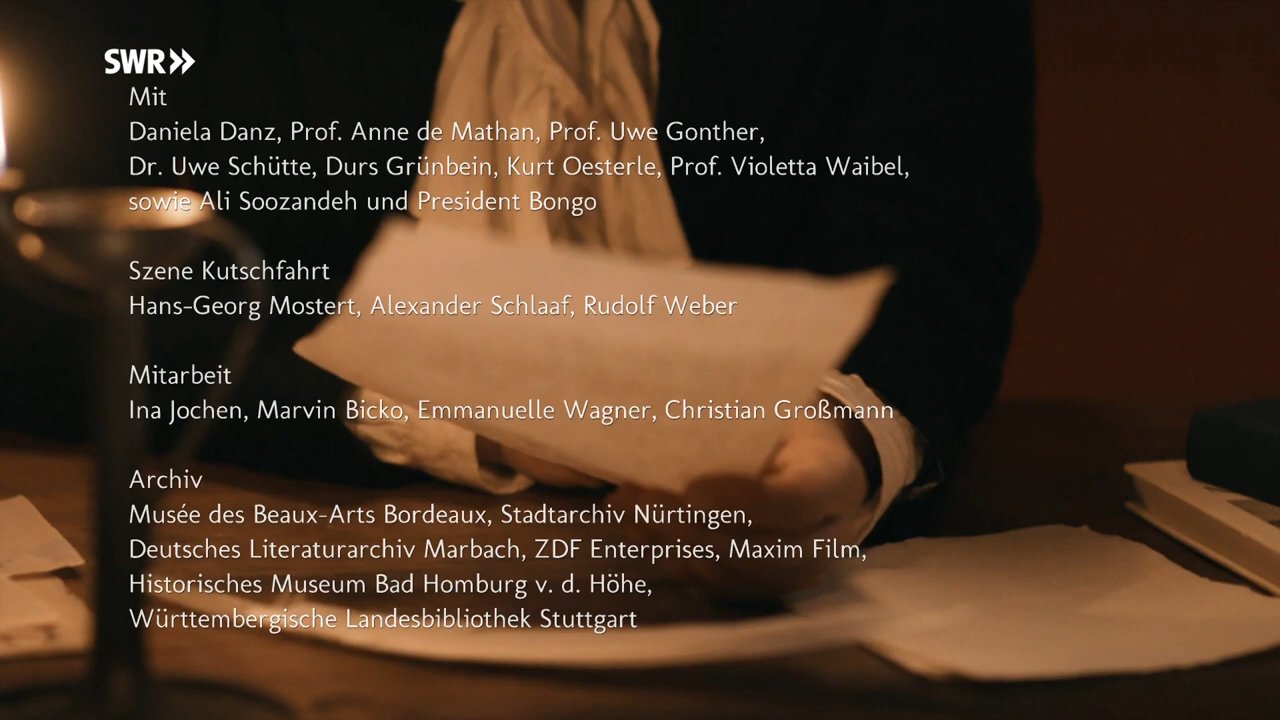 SWR»
Mit
Daniela Danz, Prof. Anne de Mathan, Prof. Uwe Gonther,
Dr. Uwe Schütte, Durs Grünbein, Kurt Oesterle, Prof. Violetta Waibel,
sowie Ali Soozandeh und President Bongo
Szene Kutschfahrt
Hans-Georg Mostert, Alexander Schlaaf, Rudolf Weber
Mitarbeit
Ina Jochen, Marvin Bicko, Emmanuelle Wagner, Christian Großmann
Archiv
Musée des Beaux-Arts Bordeaux, Stadtarchiv Nürtingen,
Deutsches Literaturarchiv Marbach, ZDF Enterprises, Maxim Film,
Historisches Museum Bad Homburg v. d. Höhe,
Württembergische Landesbibliothek Stuttgart